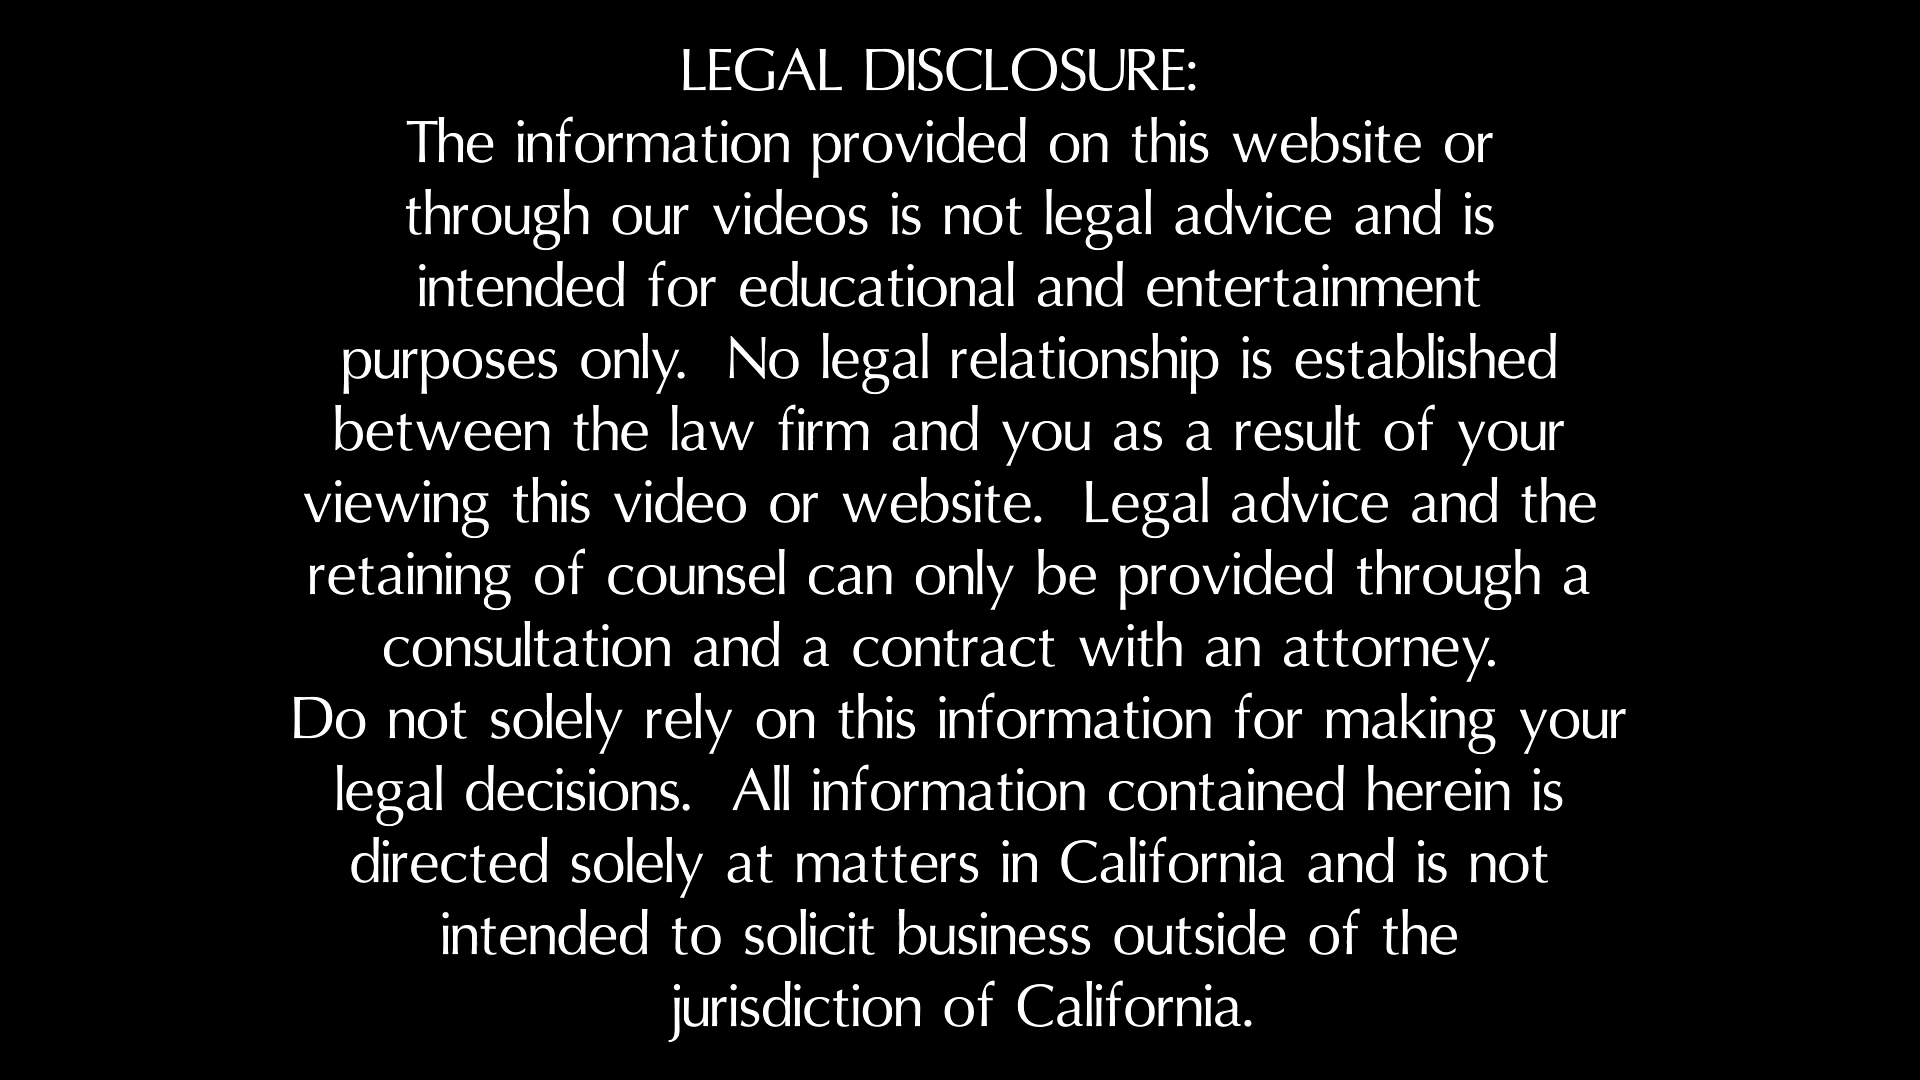 LEGAL DISCLOSURE:
The information provided on this website or
through our videos is not legal advice and is
intended for educational and entertainment
purposes only.  No legal relationship is established
between the law firm and you as a result of your
viewing this video or website.  Legal advice and the
retaining of counsel can only be provided through a
consultation and a contract with an attorney.
Do not solely rely on this information for making your
legal decisions.  All information contained herein is
directed solely at matters in California and is not
intended to solicit business outside of the
jurisdiction of California.